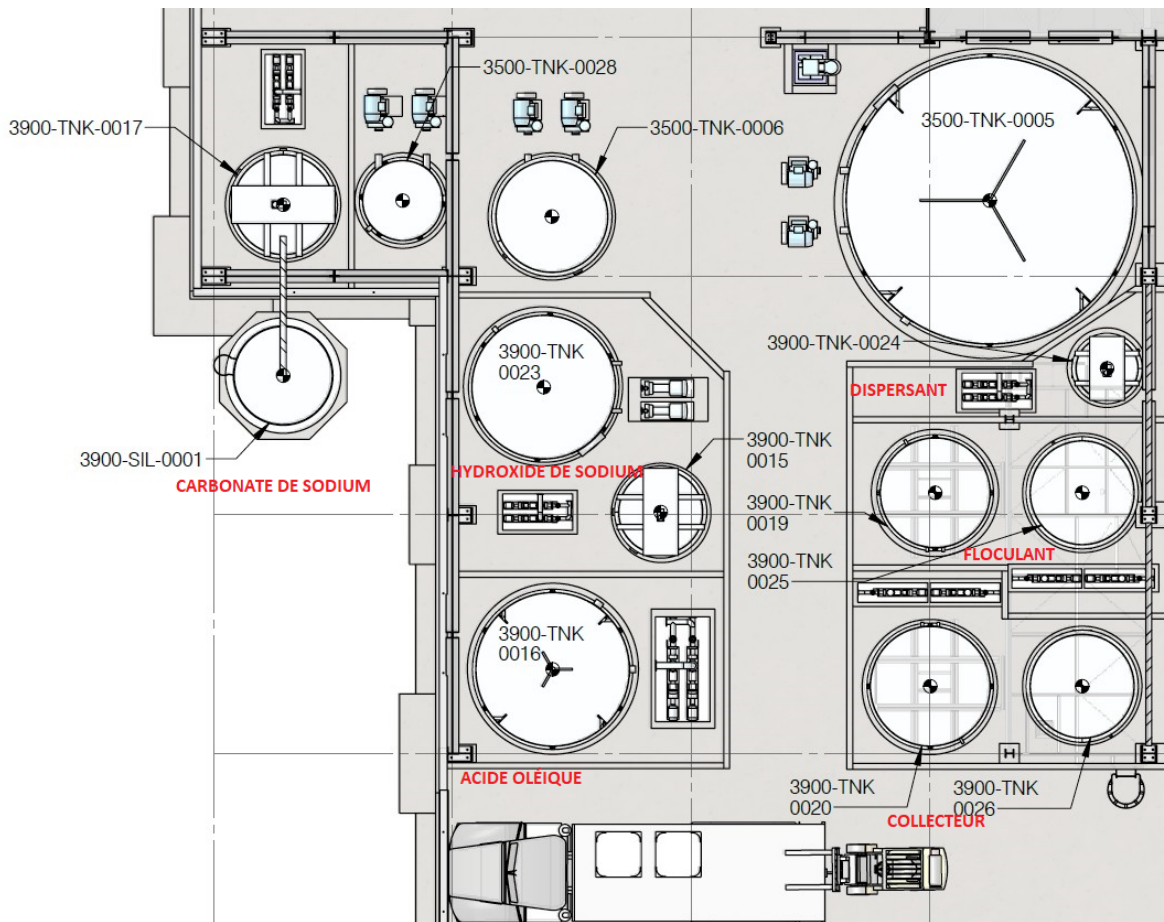 3500-TNK-0028
3900-TNK-0017
3500-TNK-0006
3500-TNK-0005
3900-TNK
0023
3900-TNK-0024
DISPERSANT
3900-TNK
0015
3900-SIL-0001
CARBONATE DE SODIUM
HYDROXIDE DE SODIUM
3900-TNK
0019
FLOCULANT
3900-TNK
0025
3900-TNK
0016
ACIDE OLÉIQUE
3900-TNK
0020
3900-TNK
0026
COLLECTEUR